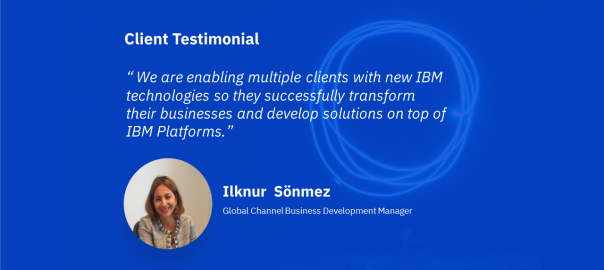 Client Testimonial
“ We are enabling multiple clients with new IBM
technologies so they successfully transform
their businesses and develop solutions on top of
IBM Platforms.”
Ilknur Sönmez
Global Channel Business Development Manager